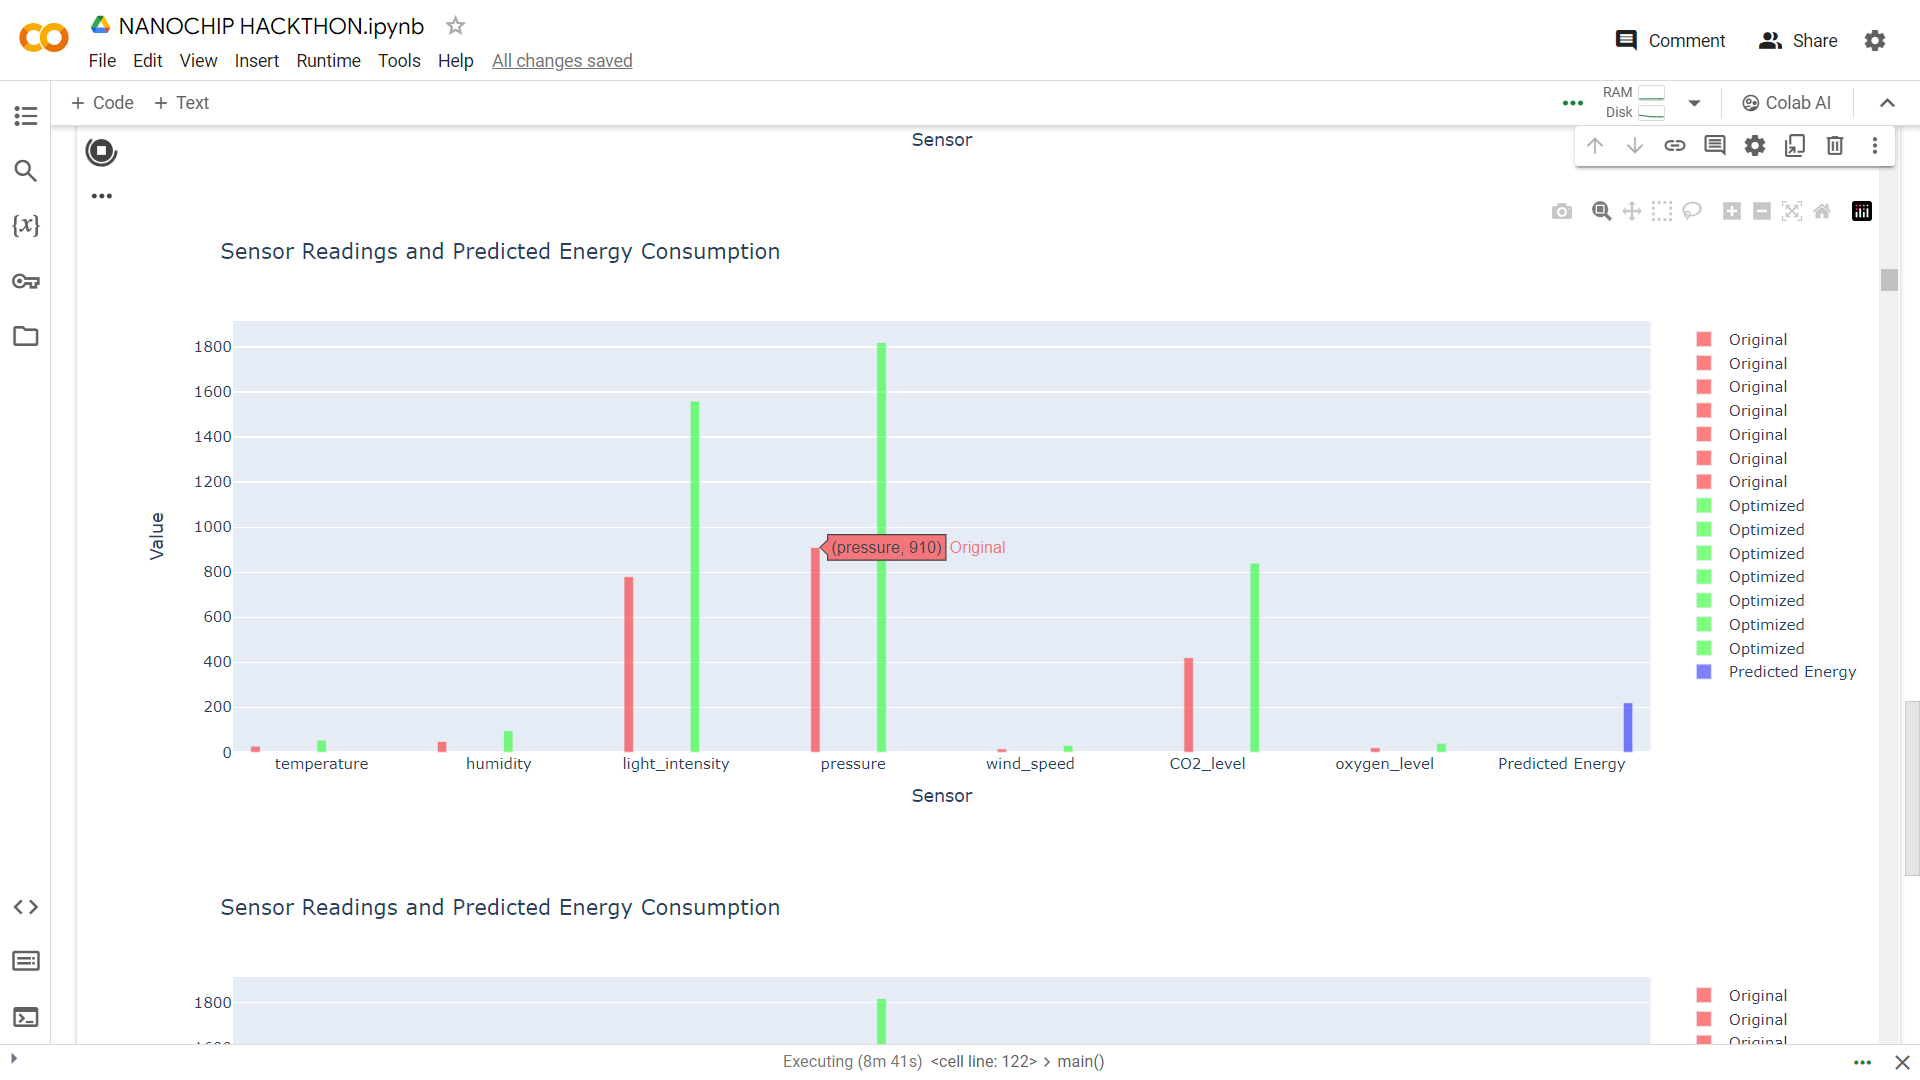 NANOCHIP HACKTHON.ipynb
Comment Share
File Edit View Insert Runtime Tools Help All changes saved
+ Code + Text
RAM
Disk
Colab AI
Sensor
{x}
Sensor Readings and Predicted Energy Consumption
1800
1600
1400
1200
1000
800
600
400
200
0
Value
(pressure, 910) Original
temperature humidity light_intensity pressure wind_speed CO2_level oxygen_level Predicted Energy
Sensor
Original
Original
Original
Original
Original
Original
Original
Optimized
Optimized
Optimized
Optimized
Optimized
Optimized
Optimized
Predicted Energy
Sensor Readings and Predicted Energy Consumption
1800
1600
Original
Original
Original
Executing (8m 41s) <cell line: 122> > main()